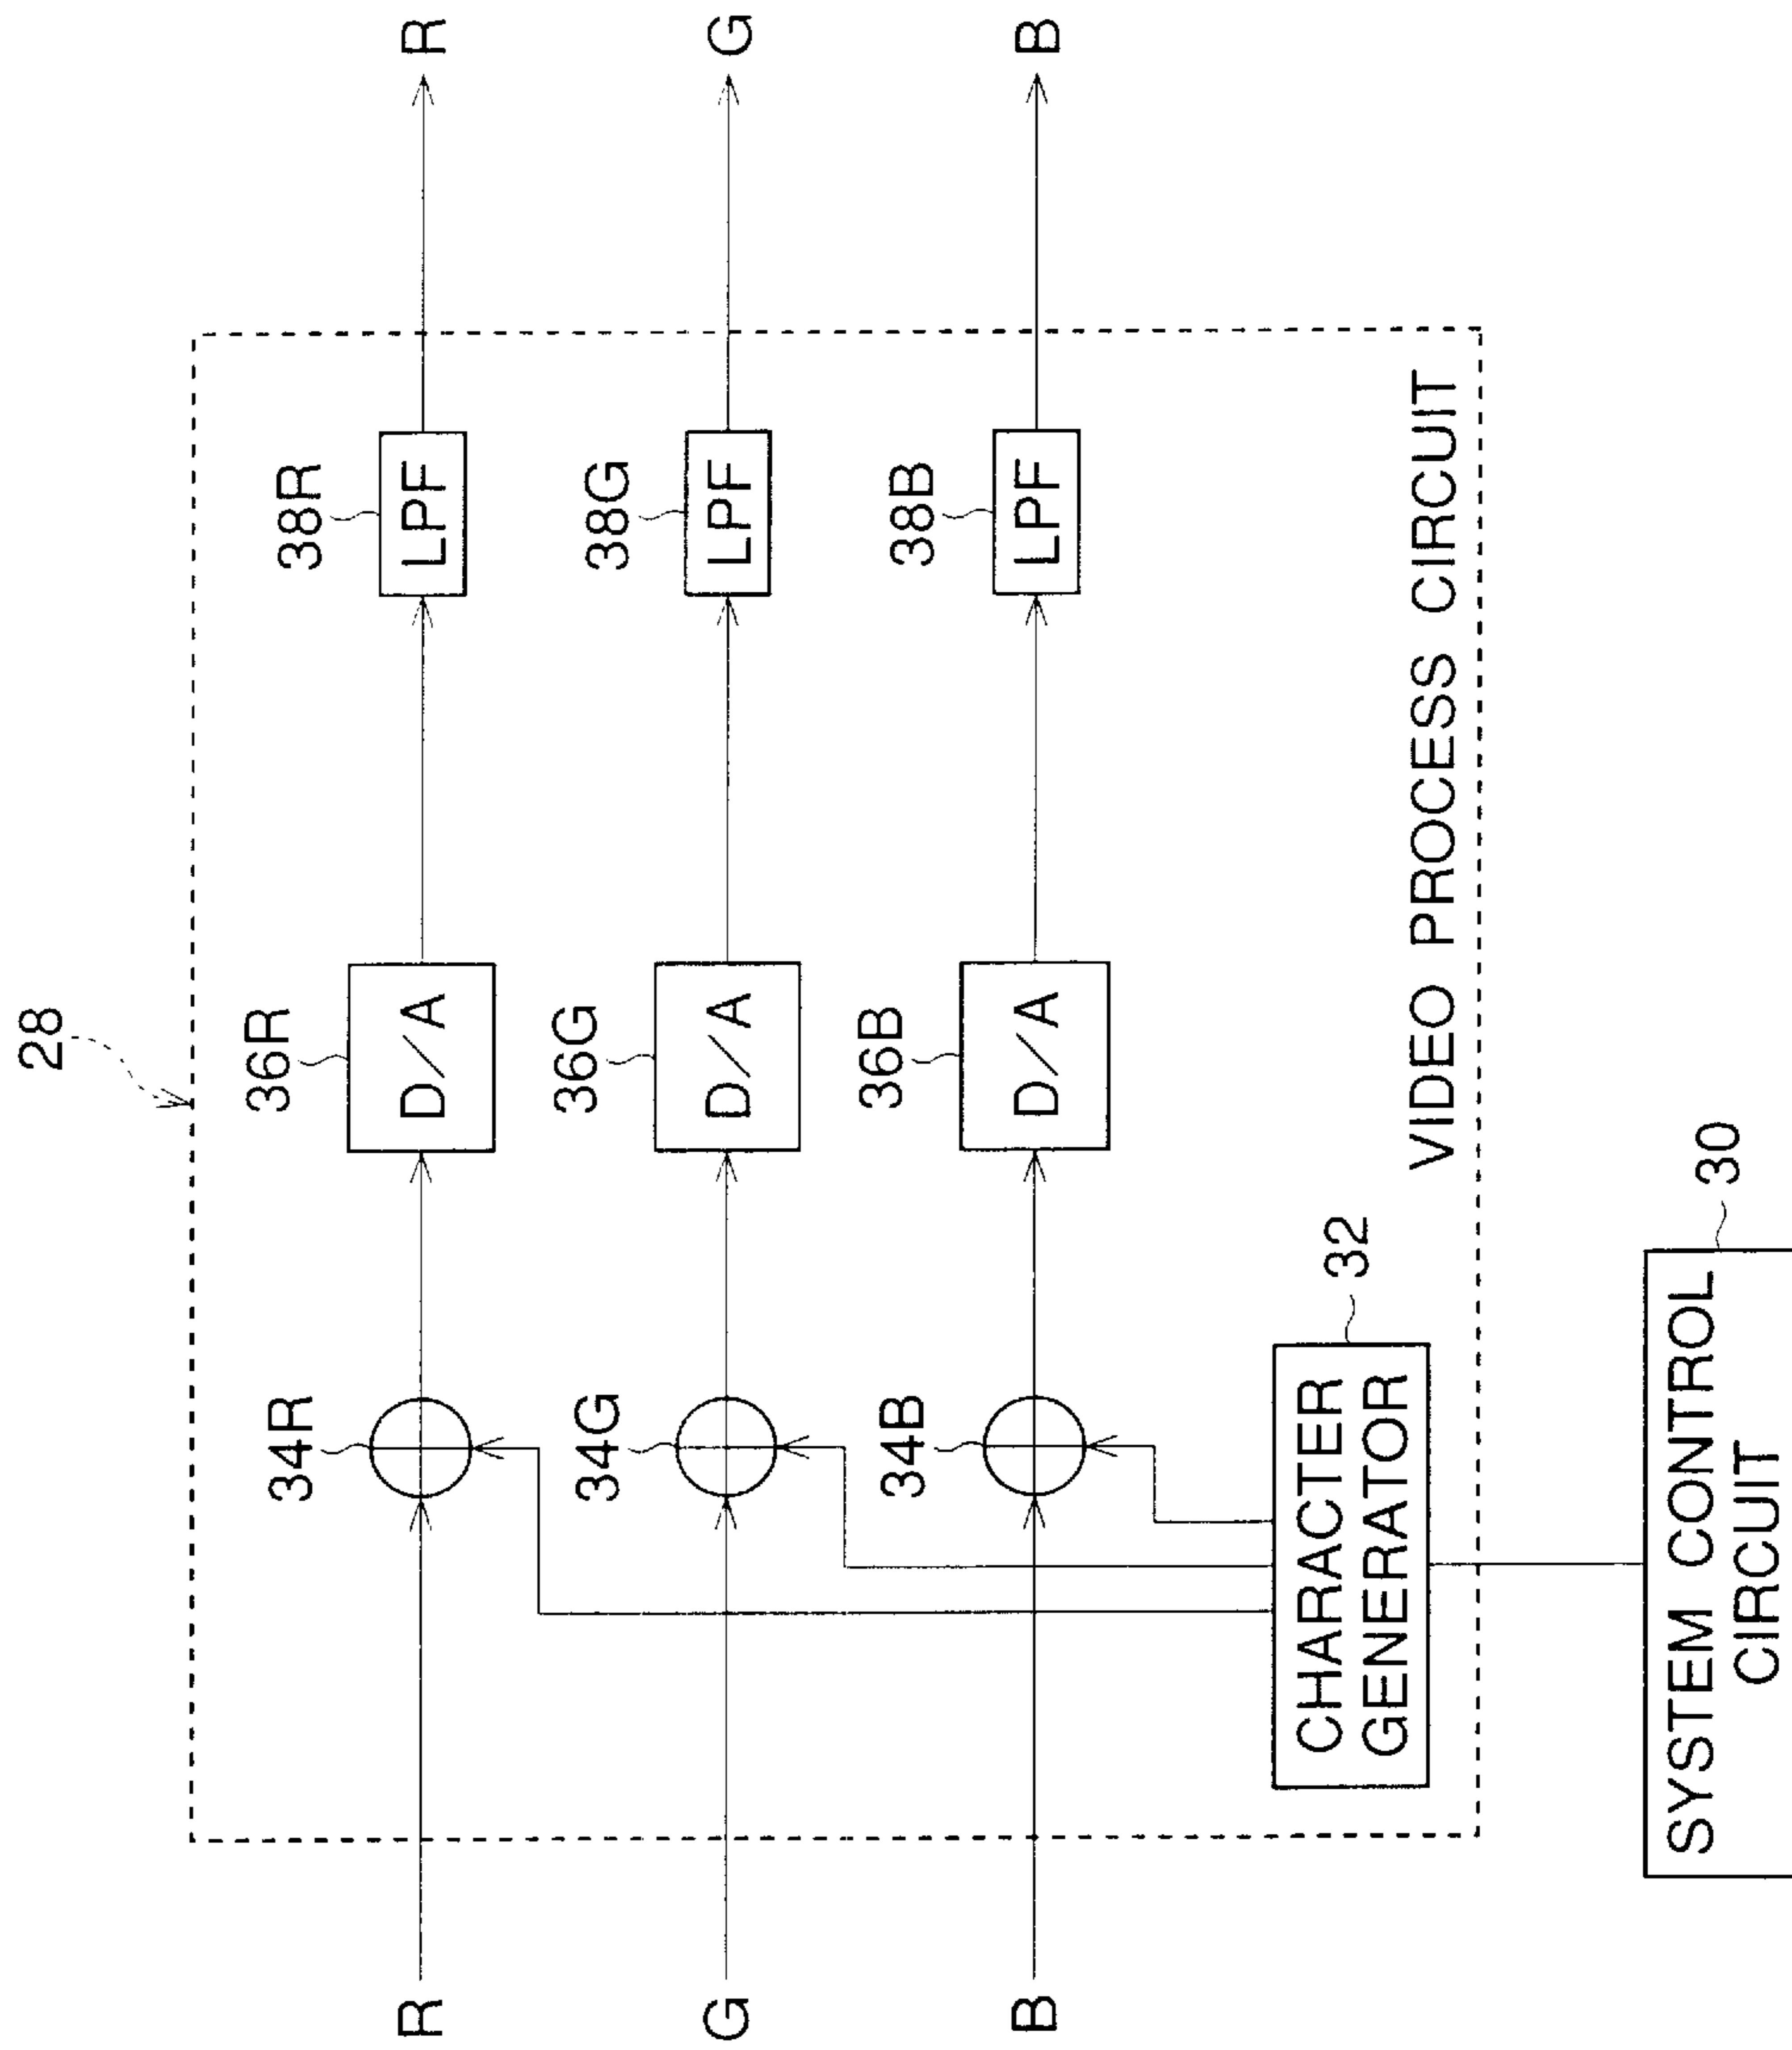 28
34R
36R
38R
R
D/A
LPF
R
34G
36G
38G
G
D/A
LPF
G
34B
36B
38B
B
D/A
LPF
B
32
CHARACTER
GENERATOR
VIDEO PROCESS CIRCUIT
30
SYSTEM CONTROL
CIRCUIT